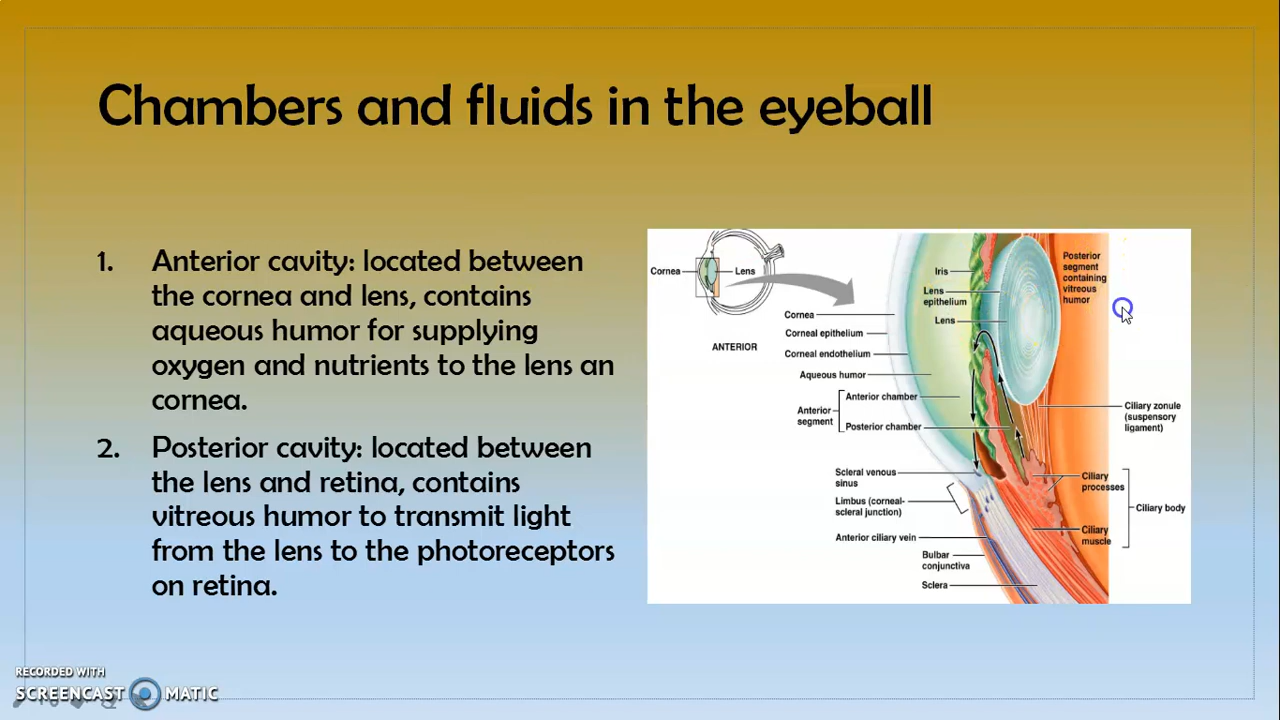 Chambers and fluids in the eyeball
1. Anterior cavity: located between
the cornea and lens, contains
aqueous humor for supplying
oxygen and nutrients to the lens an
cornea.
2. Posterior cavity: located between
the lens and retina, contains
vitreous humor to transmit light
from the lens to the photoreceptors
on retina.
Cornea
Lens
ANTERIOR
Iris
Lens
epithelium
Lens
Cornea
Corneal epithelium
Corneal endothelium
Aqueous humor
Anterior
segment
Anterior chamber
Posterior chamber
Scleral venous
sinus
Limbus (corneal-
scleral junction)
Anterior ciliary vein
Bulbar
conjunctiva
Sclera
Posterior
segment
containing
vitreous
humor
Ciliary zonule
(suspensory
ligament)
Ciliary
processes
Ciliary
muscle
Ciliary body
RECORDED WITH
SCREENCAST MATIC